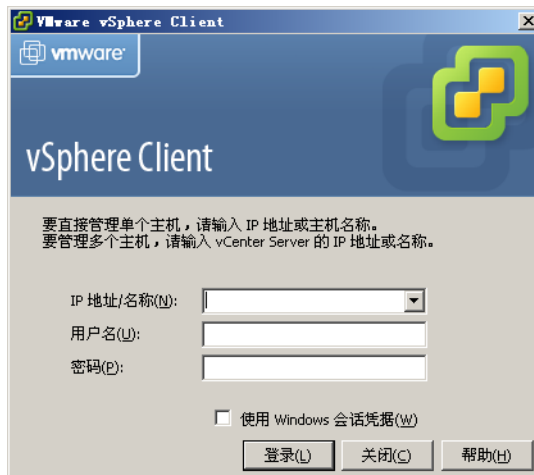 VMware vSphere Client
vmware
vSphere Client
要直接管理单个主机，请输入 IP 地址或主机名称。
要管理多个主机，请输入 vCenter Server 的 IP 地址或名称。
IP 地址/名称(N):
用户名(U):
密码(P):
使用 Windows 会话凭据(W)
登录(L) 关闭(C) 帮助(H)